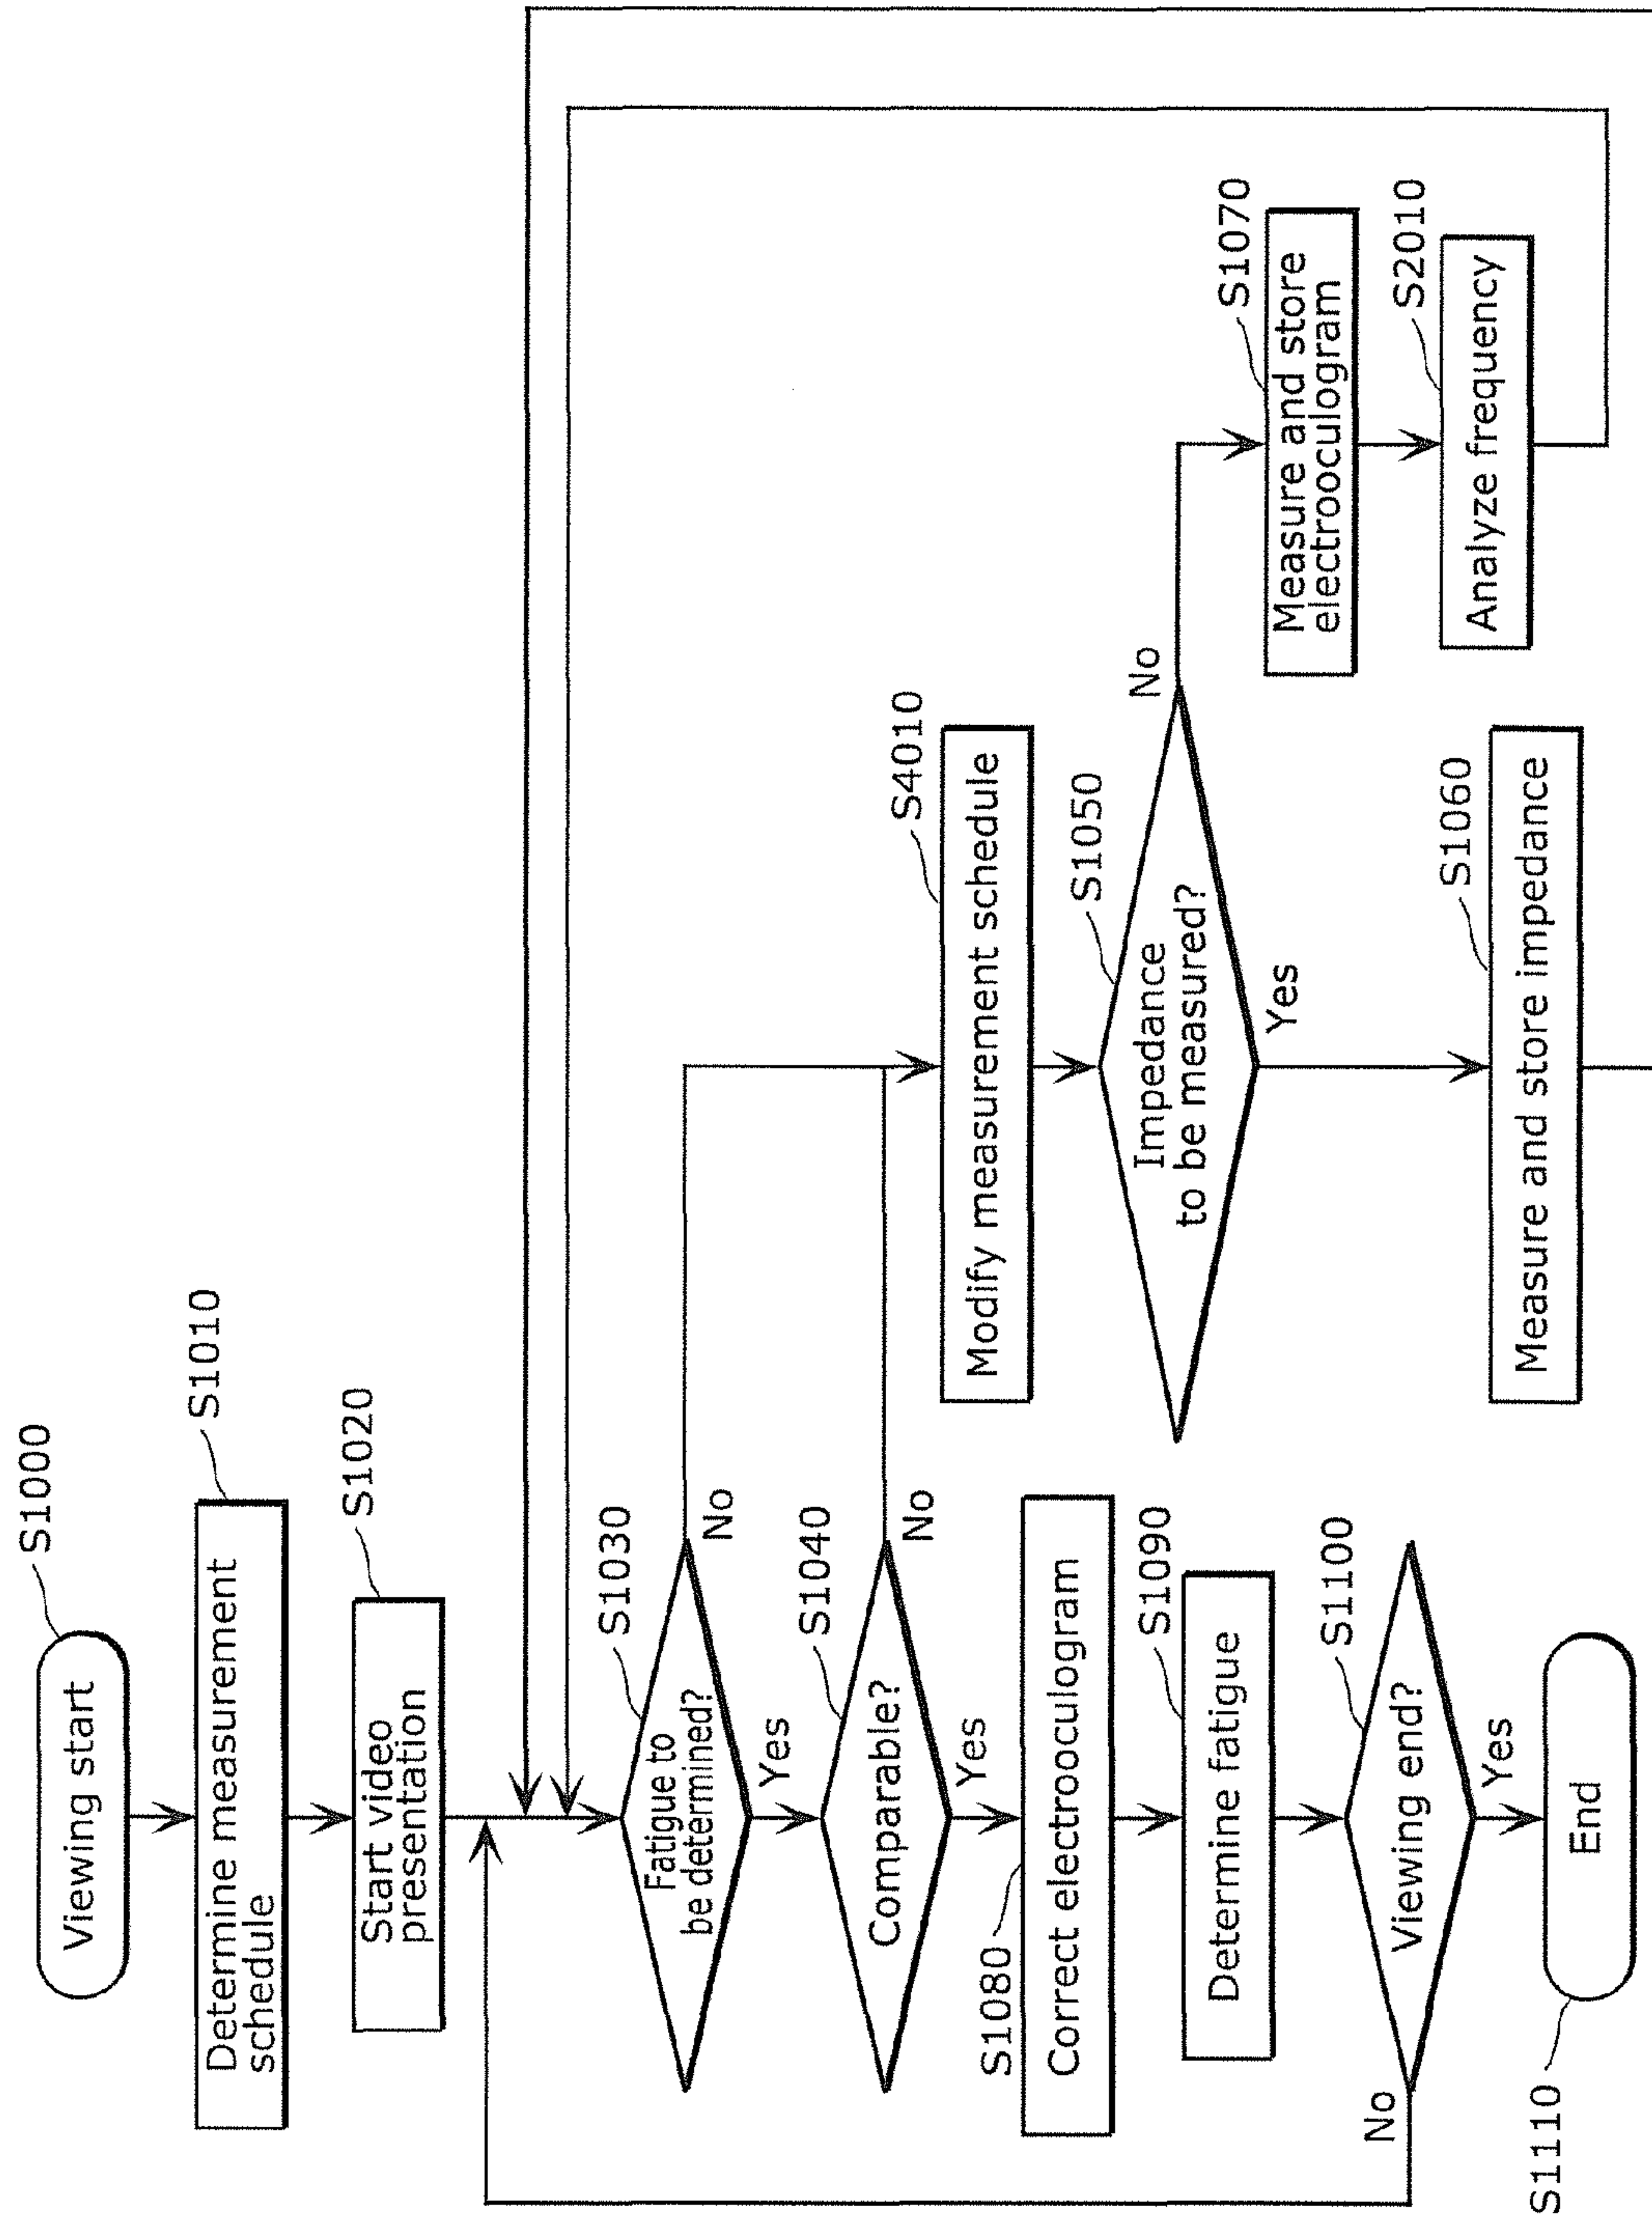 S1000
Viewing start
S1010
Determine measurement
schedule
S1020
Start video
presentation
S1030
Fatigue to
be determined?
No
Yes
S1040
Comparable?
No
Yes
S1080
Correct electrooculogram
S1090
Determine fatigue
S1100
Viewing end?
No
Yes
S1110
End
S4010
Modify measurement schedule
S1050
Impedance
to be measured?
No
Yes
S1060
Measure and store impedance
S1070
Measure and store
electrooculogram
S2010
Analyze frequency